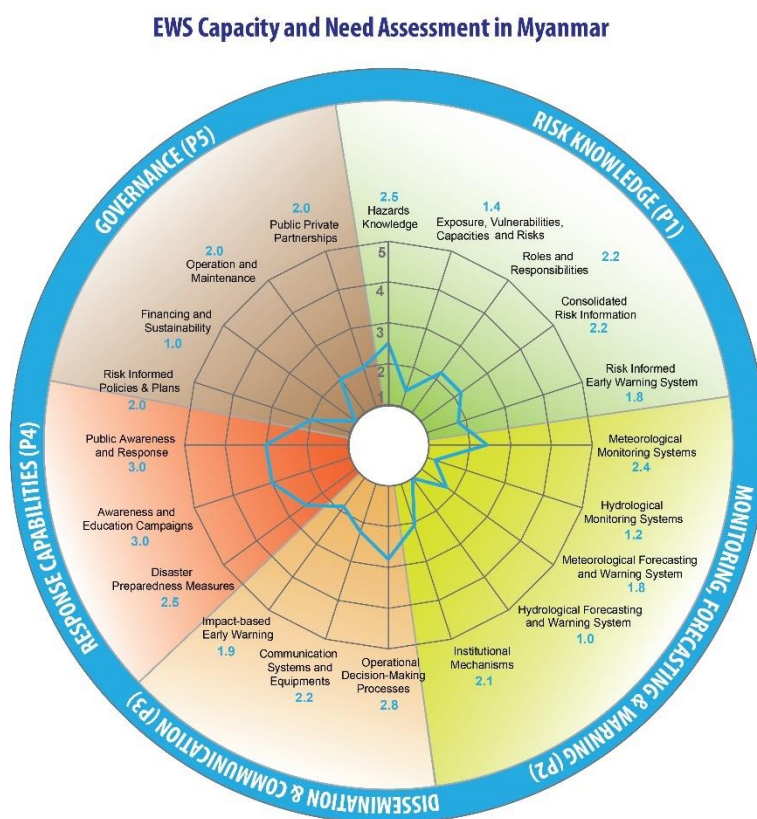 EWS Capacity and Need Assessment in Myanmar
GOVERNANCE (P5)
RISK KNOWLEDGE (P1)
MONITORING, FORECASTING & WARNING (P2)
DISSEMINATION & COMMUNICATION (P3)
RESPONSE CAPABILITIES (P4)
2.5
Hazards
Knowledge
1.4
Exposure, Vulnerabilities,
Capacities and Risks
2.2
Roles and
Responsibilities
Consolidated
Risk Information
2.2
Risk Informed
Early Warning System
1.8
Meteorological
Monitoring Systems
2.4
Hydrological
Monitoring Systems
1.2
Meteorological Forecasting
and Warning System
1.8
Hydrological Forecasting
and Warning System
1.0
Institutional
Mechanisms
2.1
Operational
Decision-Making
Processes
2.8
Communication
Systems and
Equipments
2.2
Impact-based
Early Warning
1.9
Disaster
Preparedness Measures
2.5
Awareness and
Education Campaigns
3.0
Public Awareness
and Response
3.0
Risk Informed
Policies & Plans
2.0
Financing and
Sustainability
1.0
2.0
Operation and
Maintenance
2.0
Public Private
Partnerships
5
4
3
2
1